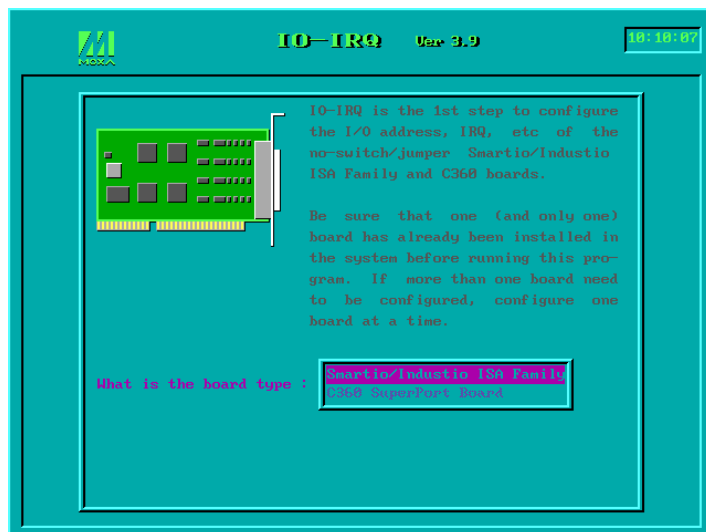 MOXA
IO-IRQ Ver 3.9
10:10:07
IO-IRQ is the 1st step to configure
the I/O address, IRQ, etc of the
no-switch/jumper Smartio/Industio
ISA Family and C360 boards.
Be sure that one (and only one)
board has already been installed in
the system before running this pro-
gram. If more than one board need
to be configured, configure one
board at a time.
What is the board type :
Smartio/Industio ISA Family
C360 SuperPort Board